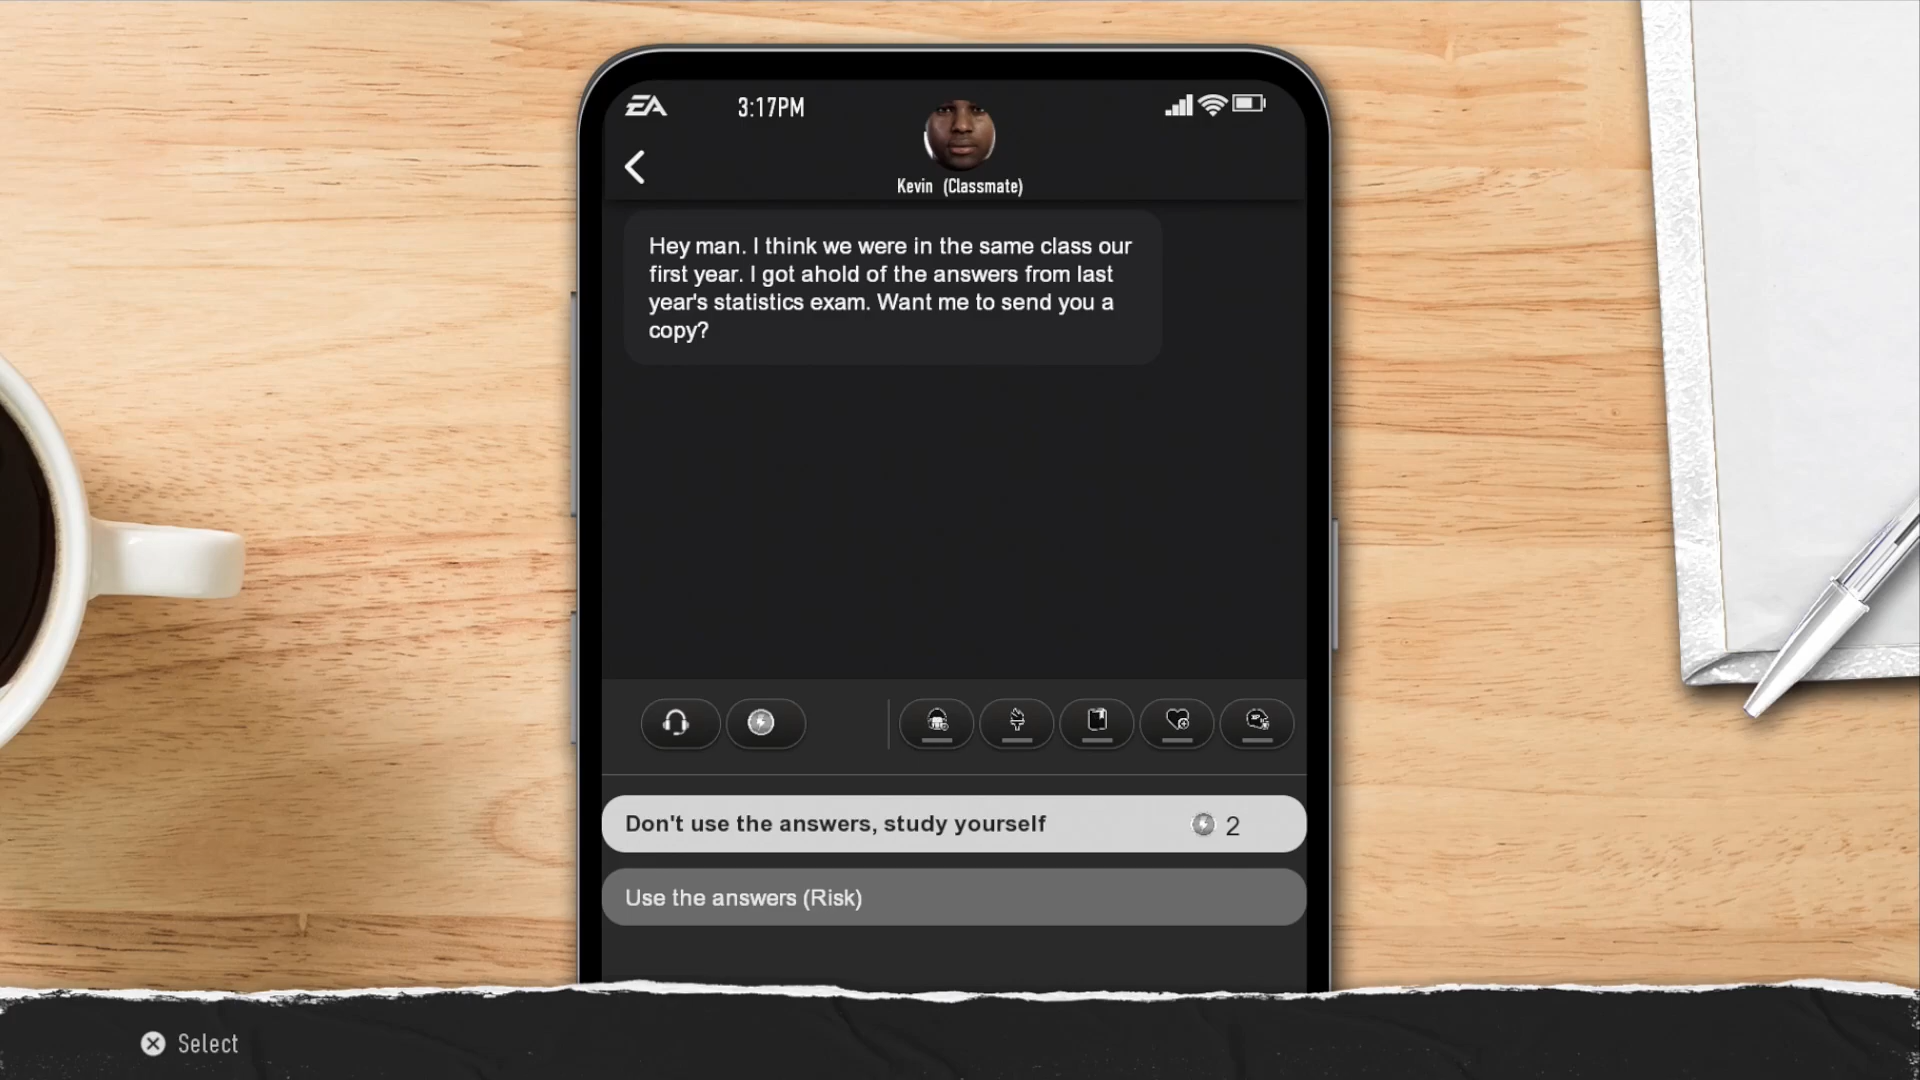 EA
3:17PM
Kevin (Classmate)
Hey man. I think we were in the same class our
first year. I got ahold of the answers from last
year's statistics exam. Want me to send you a
copy?
Don't use the answers, study yourself 2
Use the answers (Risk)
Select